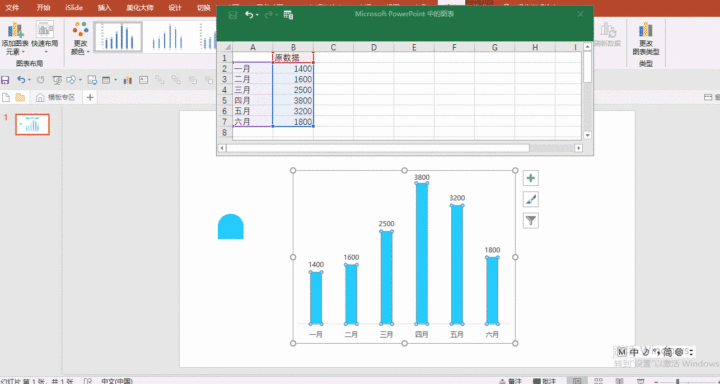 文件 开始 iSlide 插入 美化大师 设计 切换
Microsoft PowerPoint 中的图表
添加图表元素 快速布局 更改颜色
图表布局
刷新数据 更改图表类型
类型
模板专区
A B C D E F G H I
1 原数据
2 一月 1400
3 二月 1600
4 三月 2500
5 四月 3800
6 五月 3200
7 六月 1800
8
1
3800
3200
2500
1800
1600
1400
一月 二月 三月 四月 五月 六月
M 中 简
转到"设置"以激活 Windows
幻灯片 第 1 张，共 1 张 中文(中国) 备注 批注